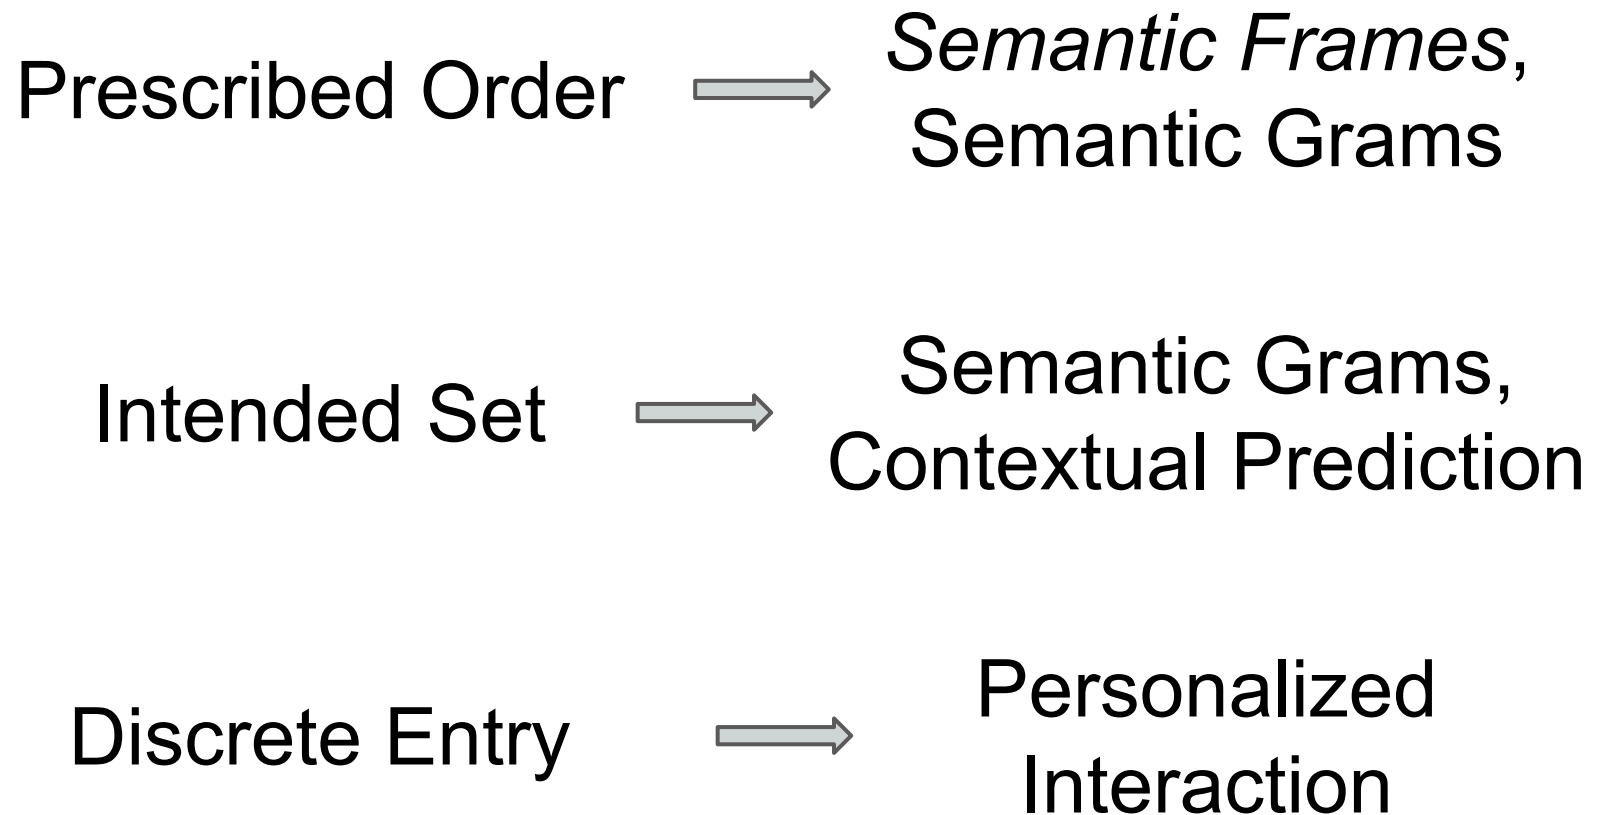 Prescribed Order
Semantic Frames,
Semantic Grams
Intended Set
Semantic Grams,
Contextual Prediction
Discrete Entry
Personalized
Interaction